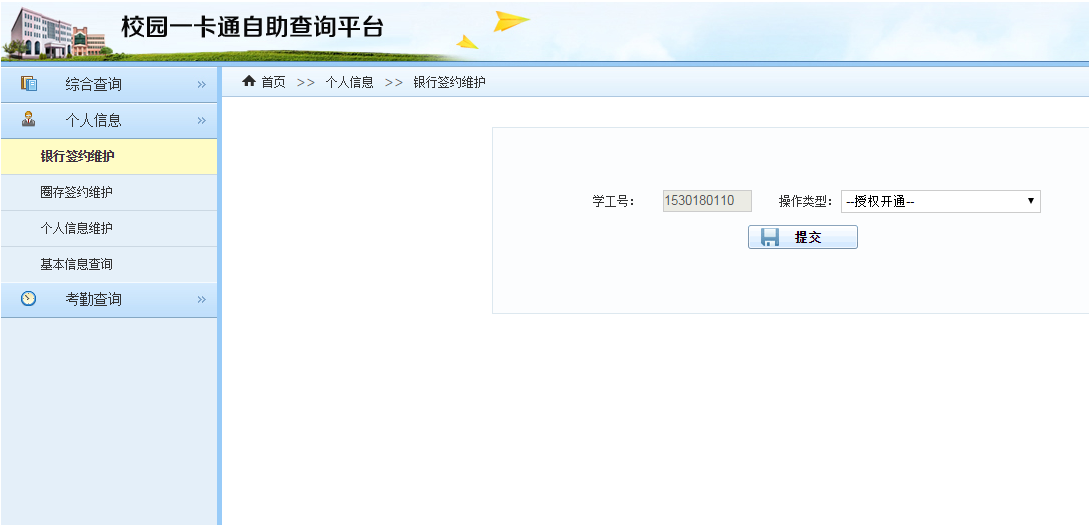 校园一卡通自助查询平台
综合查询 »
个人信息 »
银行签约维护
圈存签约维护
个人信息维护
基本信息查询
考勤查询 »
首页 >> 个人信息 >> 银行签约维护
学工号： 1530180110 操作类型： --授权开通--
提交